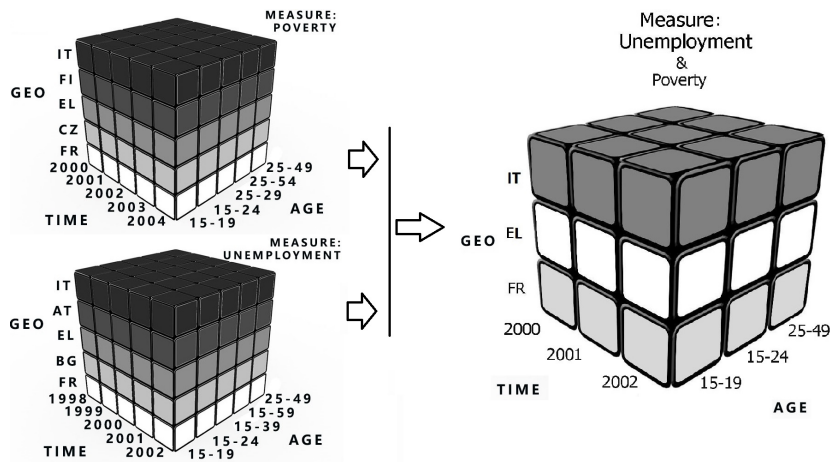 MEASURE:
POVERTY
IT
FI
EL
CZ
FR
GEO
2000
2001
2002
2003
2004
TIME
15-19
15-24
25-29
25-54
25-49
AGE
MEASURE:
UNEMPLOYMENT
IT
AT
EL
BG
FR
GEO
1998
1999
2000
2001
2002
TIME
15-19
15-24
15-39
15-59
25-49
AGE
Measure:
Unemployment
&
Poverty
IT
EL
FR
GEO
2000
2001
2002
TIME
15-19
15-24
25-49
AGE